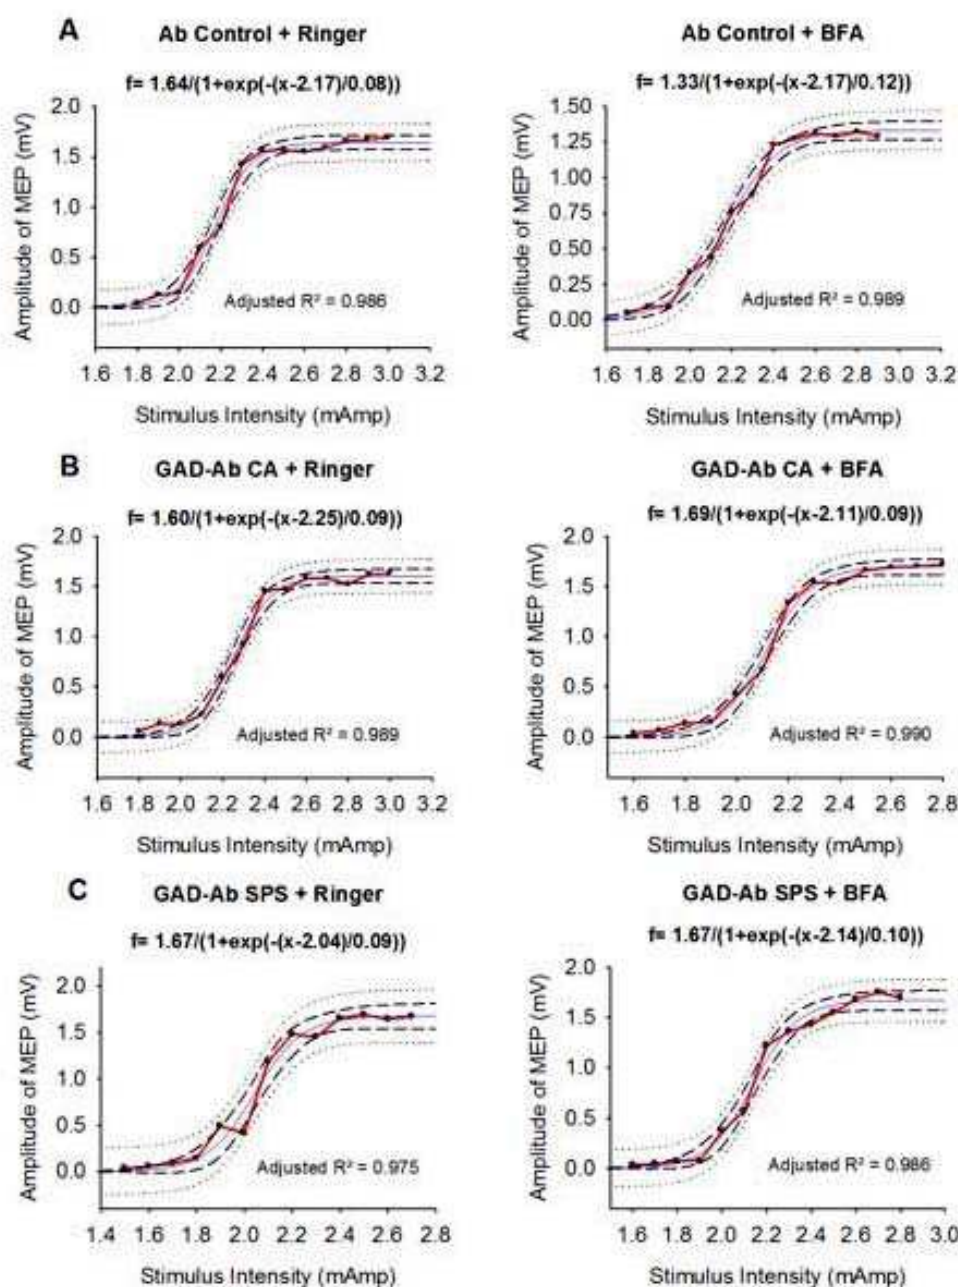 A
Ab Control + Ringer
f= 1.64/(1+exp(-(x-2.17)/0.08))
Amplitude of MEP (mV)
2.0
1.5
1.0
0.5
0.0
Adjusted R² = 0.986
1.6 1.8 2.0 2.2 2.4 2.6 2.8 3.0 3.2
Stimulus Intensity (mAmp)
Ab Control + BFA
f= 1.33/(1+exp(-(x-2.17)/0.12))
Amplitude of MEP (mV)
1.50
1.25
1.00
0.75
0.50
0.25
0.00
Adjusted R² = 0.989
1.6 1.8 2.0 2.2 2.4 2.6 2.8 3.0 3.2
Stimulus Intensity (mAmp)
B
GAD-Ab CA + Ringer
f= 1.60/(1+exp(-(x-2.25)/0.09))
Amplitude of MEP (mV)
2.0
1.5
1.0
0.5
0.0
Adjusted R² = 0.989
1.6 1.8 2.0 2.2 2.4 2.6 2.8 3.0 3.2
Stimulus Intensity (mAmp)
GAD-Ab CA + BFA
f= 1.69/(1+exp(-(x-2.11)/0.09))
Amplitude of MEP (mV)
2.0
1.5
1.0
0.5
0.0
Adjusted R² = 0.990
1.6 2.0 2.2 2.4 2.6 2.8
Stimulus Intensity (mAmp)
C
GAD-Ab SPS + Ringer
f= 1.67/(1+exp(-(x-2.04)/0.09))
Amplitude of MEP (mV)
2.0
1.5
1.0
0.5
0.0
Adjusted R² = 0.975
1.4 1.6 1.8 2.0 2.2 2.4 2.6 2.8
Stimulus Intensity (mAmp)
GAD-Ab SPS + BFA
f= 1.67/(1+exp(-(x-2.14)/0.10))
Amplitude of MEP (mV)
2.0
1.5
1.0
0.5
0.0
Adjusted R² = 0.986
1.6 1.8 2.0 2.2 2.4 2.6 2.8 3.0
Stimulus Intensity (mAmp)